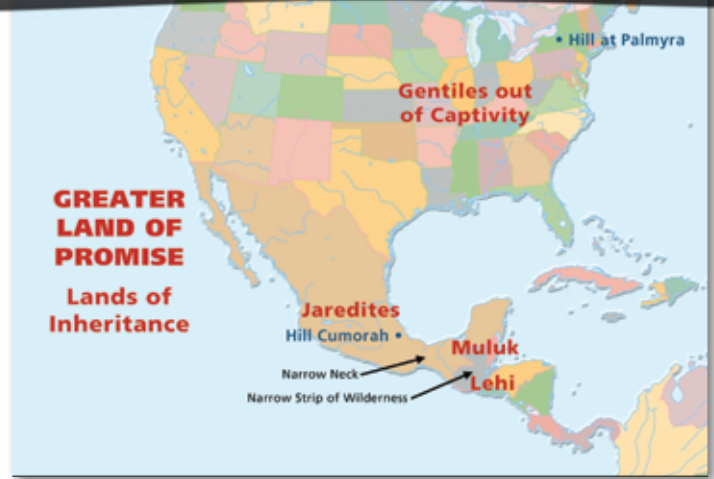 Hill at Palmyra
Gentiles out
of Captivity
GREATER
LAND OF
PROMISE
Lands of
Inheritance
Jaredites
Hill Cumorah
Muluk
Narrow Neck
Lehi
Narrow Strip of Wilderness